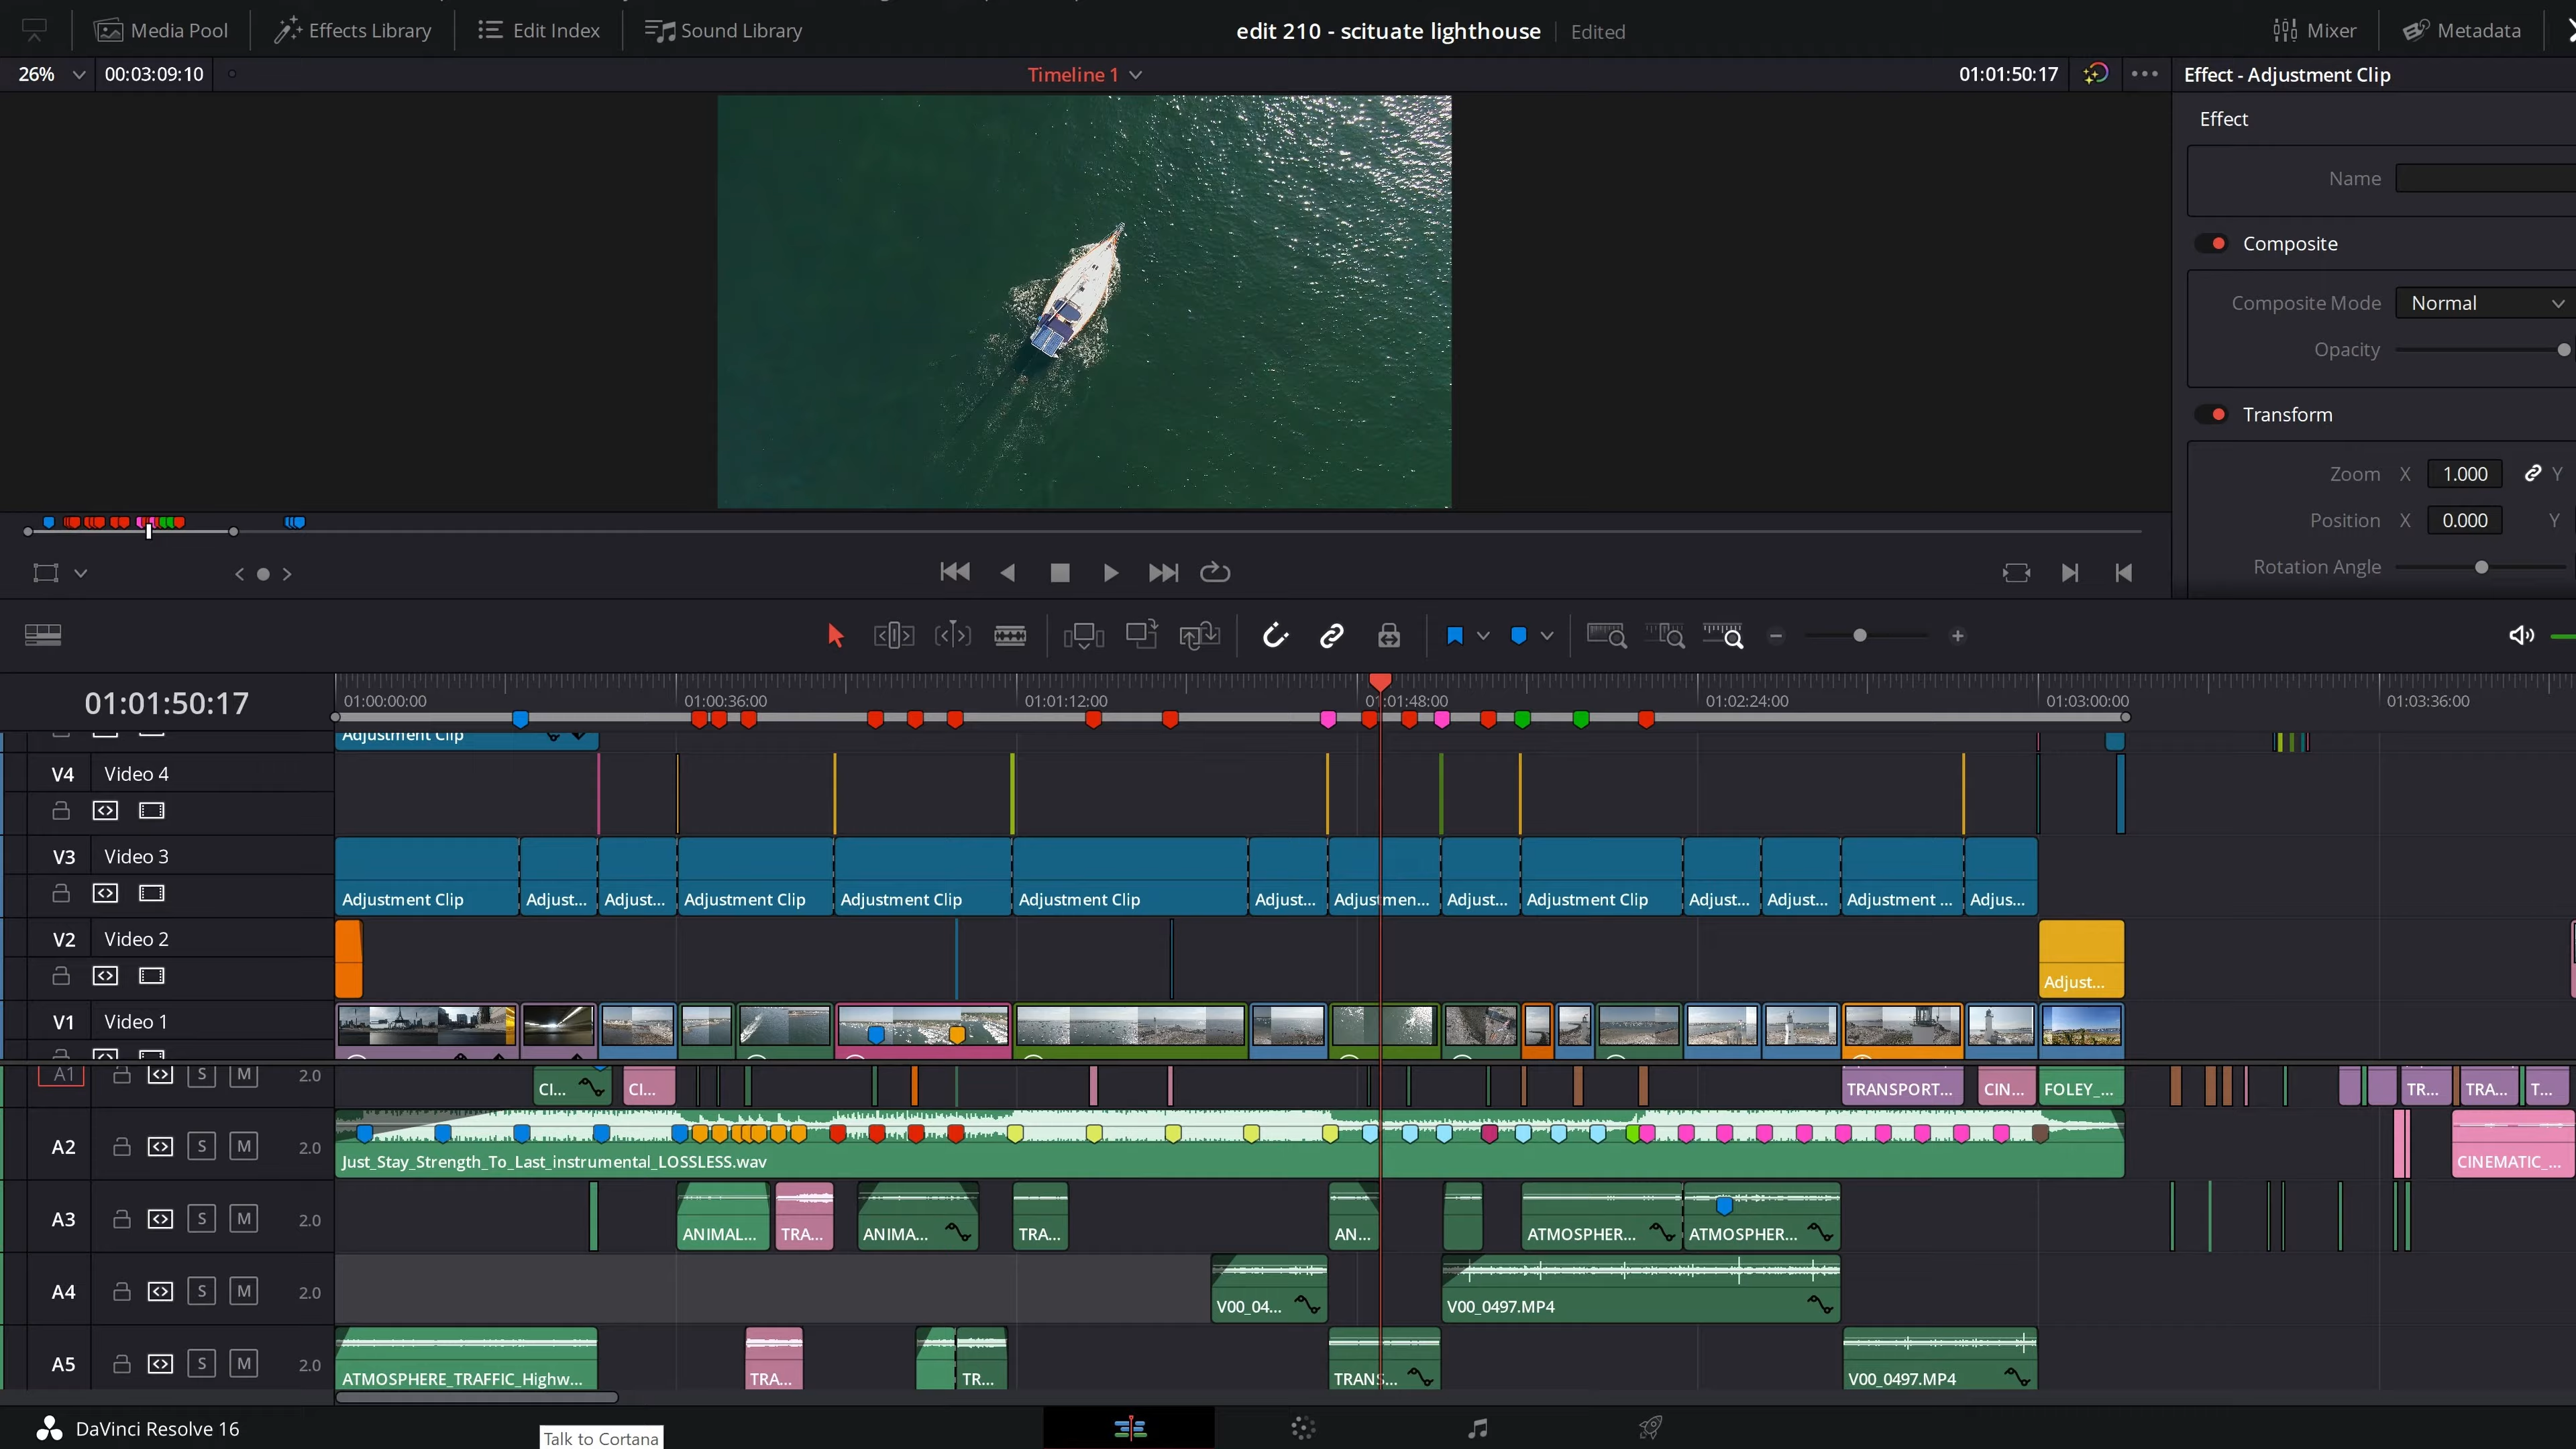 Media Pool Effects Library Edit Index Sound Library edit 210 - scituate lighthouse Edited Mixer Metadata
26% 00:03:09:10 Timeline 1 01:01:50:17 Effect - Adjustment Clip
Effect
Name
Composite
Composite Mode Normal
Opacity
Transform
Zoom X 1.000 Y
Position X 0.000 Y
Rotation Angle
01:01:50:17 01:00:00:00 01:00:36:00 01:01:12:00 01:01:48:00 01:02:24:00 01:03:00:00 01:03:36:00
Adjustment Clip
V4 Video 4
V3 Video 3
Adjustment Clip Adjust... Adjust... Adjustment Clip Adjustment Clip Adjustment Clip Adjust... Adjustmen... Adjust... Adjustment Clip Adjust... Adjust... Adjustment ... Adjus...
V2 Video 2
Adjust...
V1 Video 1
A1 S M 2.0 CI... CI... TRANSPORT... CIN... FOLEY_... TR... TRA... T...
A2 S M 2.0 Just_Stay_Strength_To_Last_instrumental_LOSSLESS.wav CINEMATIC_...
A3 S M 2.0 ANIMAL... TRA... ANIMA... TRA... AN... ATMOSPHER... ATMOSPHER...
A4 S M 2.0 V00_04... V00_0497.MP4
A5 S M 2.0 ATMOSPHERE_TRAFFIC_Highw... TRA... TR... TRANS... V00_0497.MP4
DaVinci Resolve 16 Talk to Cortana